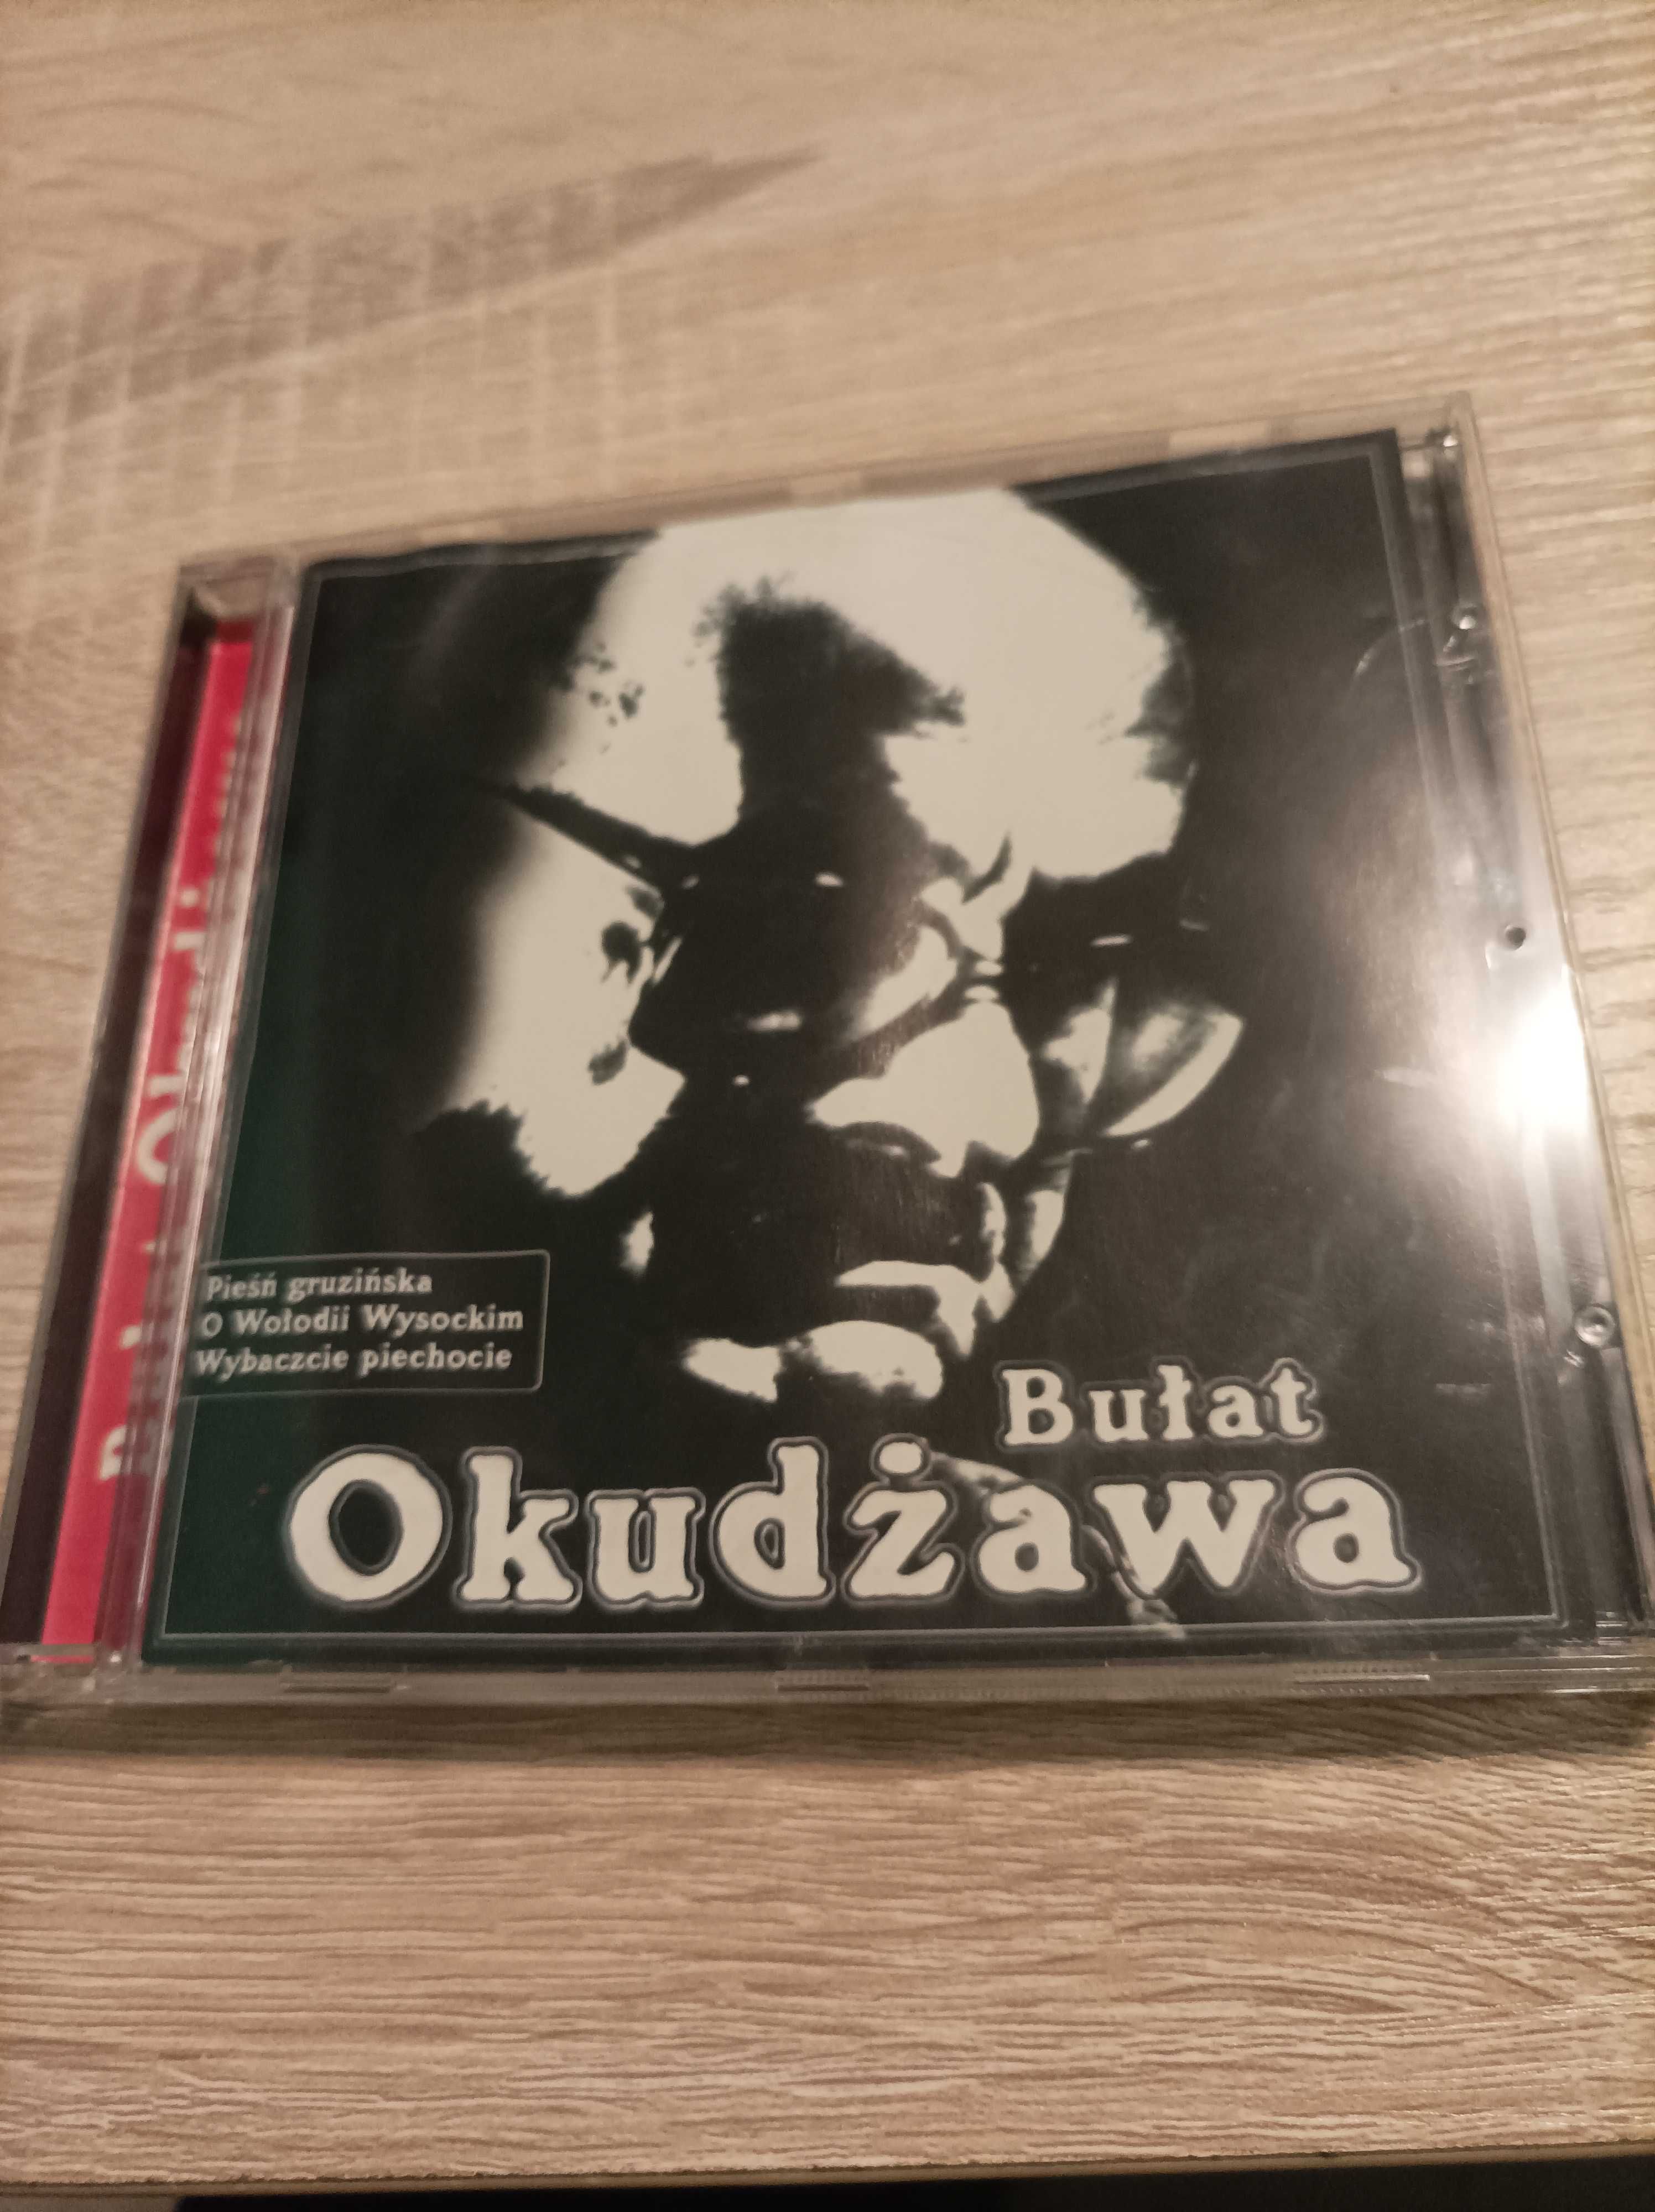 Pieśń gruzińska
O Wołodii Wysockim
Wybaczcie piechocie
Bułat
Okudżawa